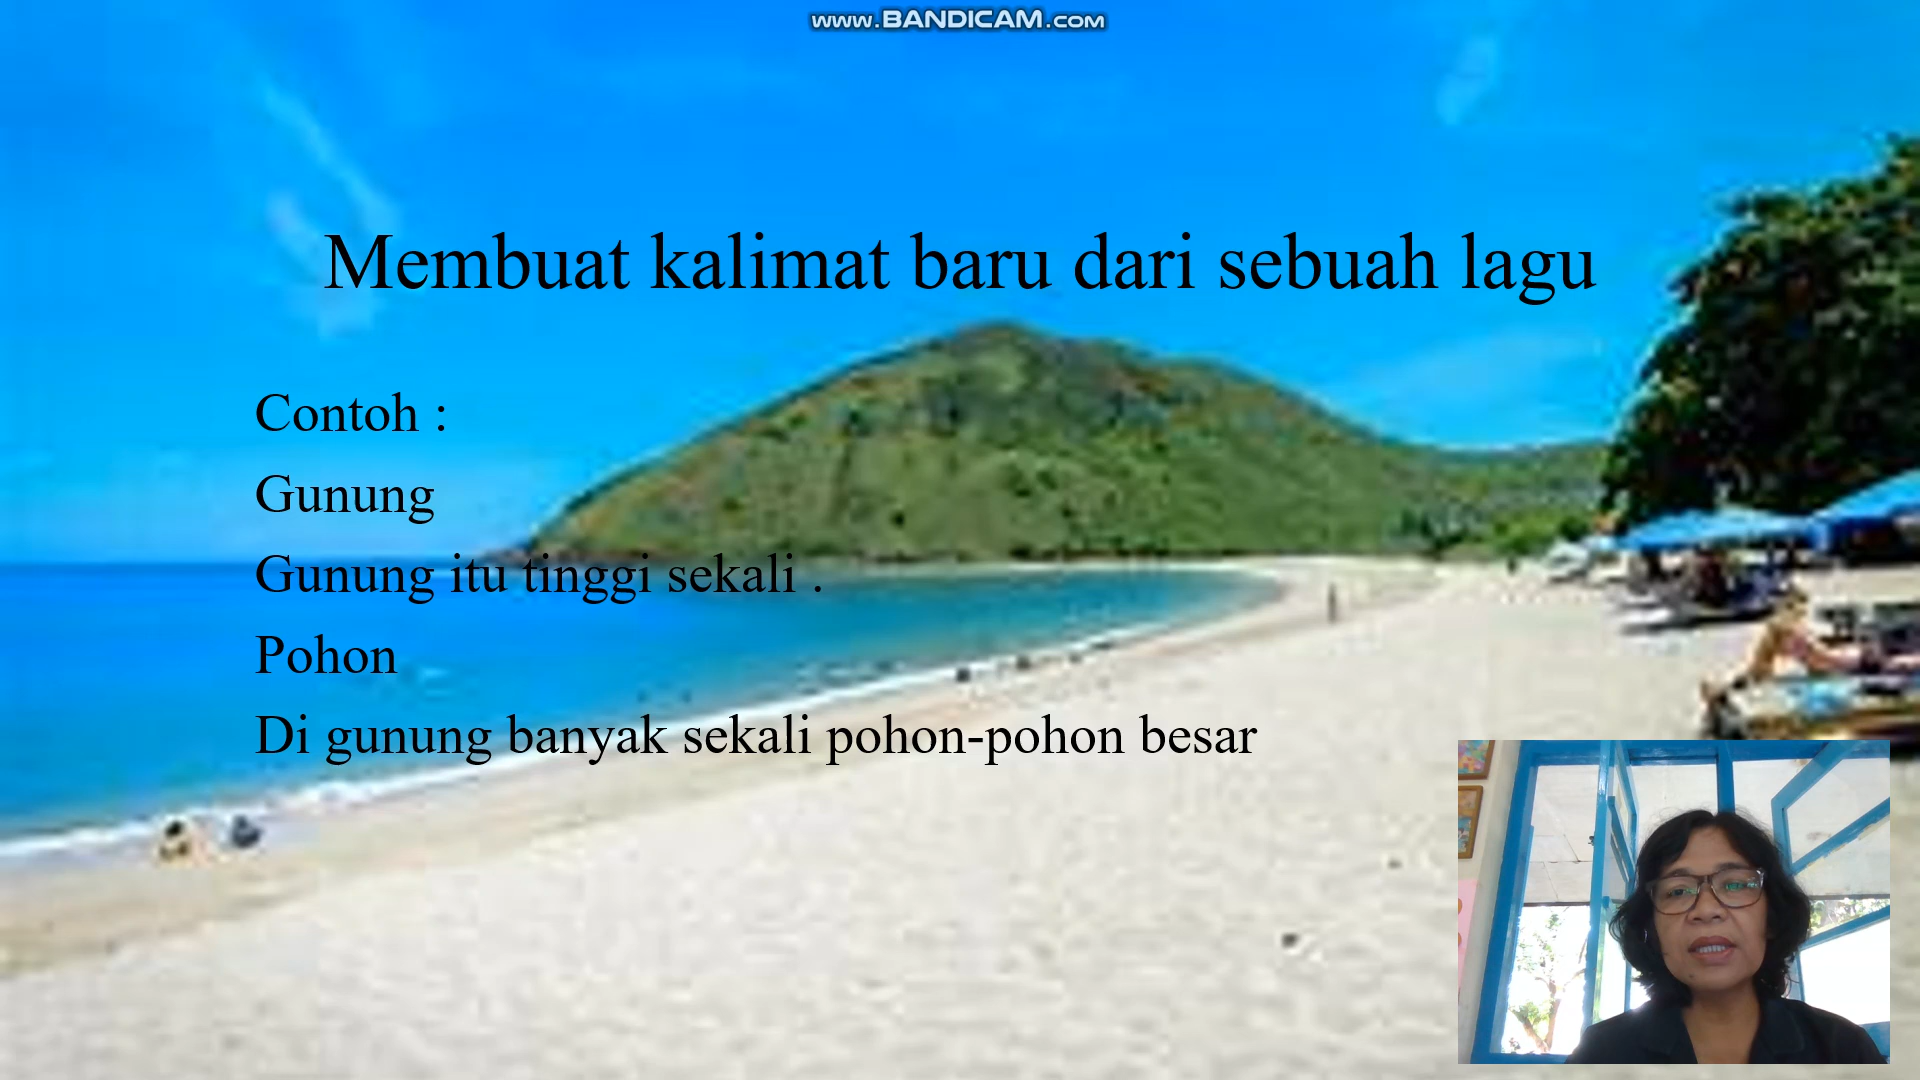 www.BANDICAM.com
Membuat kalimat baru dari sebuah lagu
Contoh :
Gunung
Gunung itu tinggi sekali .
Pohon
Di gunung banyak sekali pohon-pohon besar